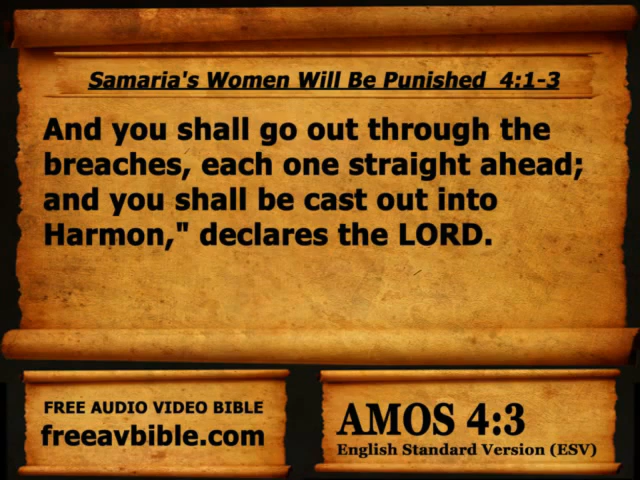 Samaria's Women Will Be Punished  4:1-3
And you shall go out through the
breaches, each one straight ahead;
and you shall be cast out into
Harmon," declares the LORD.
FREE AUDIO VIDEO BIBLE
freeavbible.com
AMOS 4:3
English Standard Version (ESV)